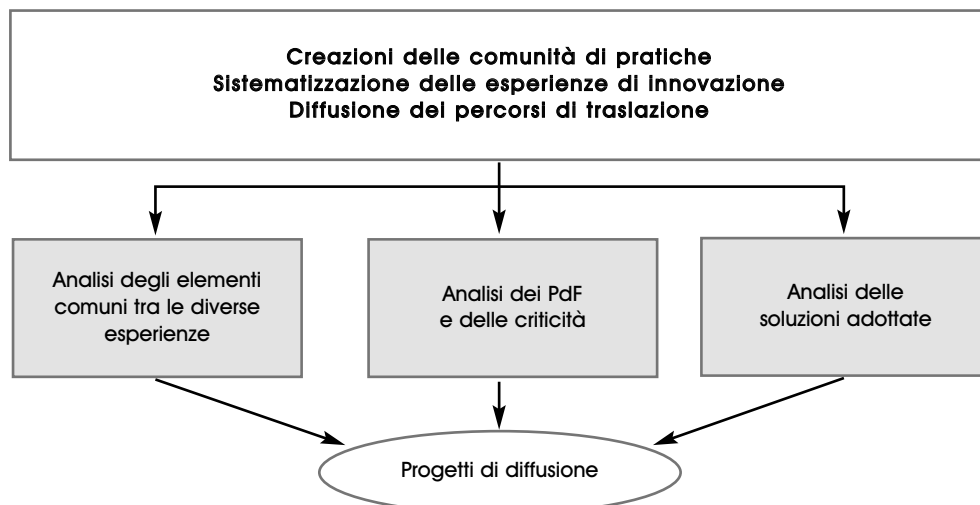 Creazioni delle comunità di pratiche
Sistematizzazione delle esperienze di innovazione
Diffusione dei percorsi di traslazione
Analisi degli elementi
comuni tra le diverse
esperienze
Analisi dei PdF
e delle criticità
Analisi delle
soluzioni adottate
Progetti di diffusione